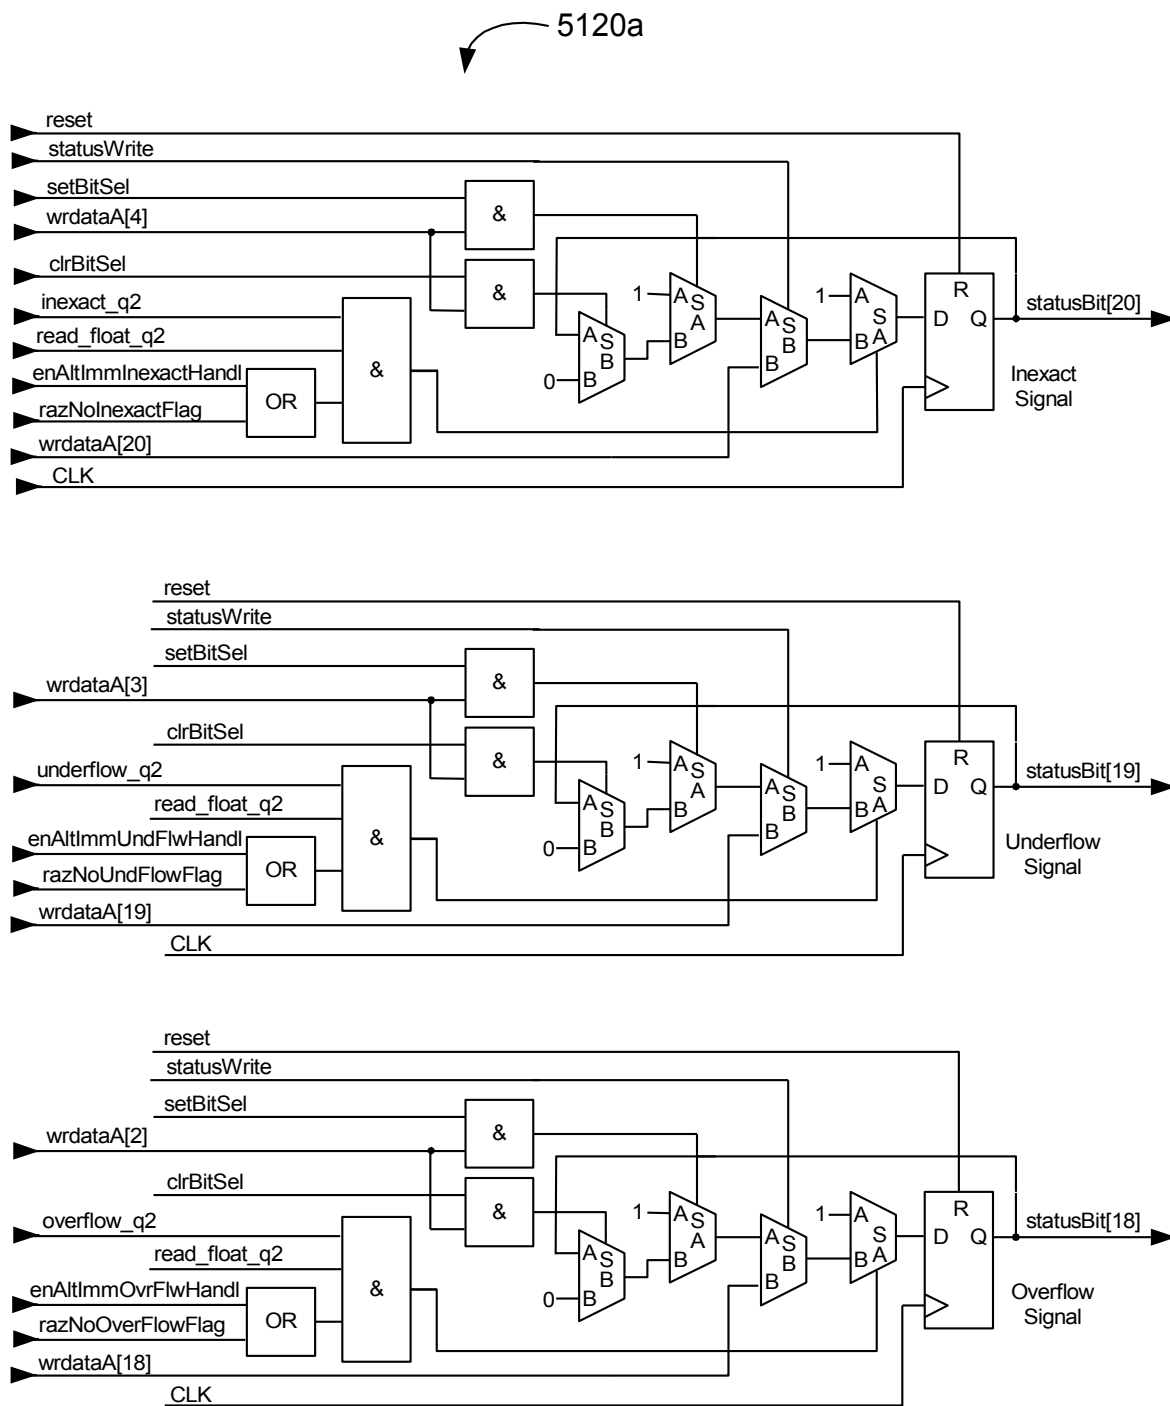 5120a
reset
statusWrite
setBitSel
&
wrdataA[4]
clrBitSel
&
1 A S A B
1 A S A B
R
D Q
statusBit[20]
inexact_q2
A S B B
A S B B
read_float_q2
enAltImmInexactHandl
&
0
Inexact
Signal
OR
razNoInexactFlag
wrdataA[20]
CLK
reset
statusWrite
setBitSel
&
wrdataA[3]
clrBitSel
&
1 A S A B
1 A S A B
R
D Q
statusBit[19]
underflow_q2
A S B B
A S B B
read_float_q2
enAltImmUndFlwHandl
&
0
Underflow
Signal
OR
razNoUndFlowFlag
wrdataA[19]
CLK
reset
statusWrite
setBitSel
&
wrdataA[2]
clrBitSel
&
1 A S A B
1 A S A B
R
D Q
statusBit[18]
overflow_q2
A S B B
A S B B
read_float_q2
enAltImmOvrFlwHandl
&
0
Overflow
Signal
OR
razNoOverFlowFlag
wrdataA[18]
CLK